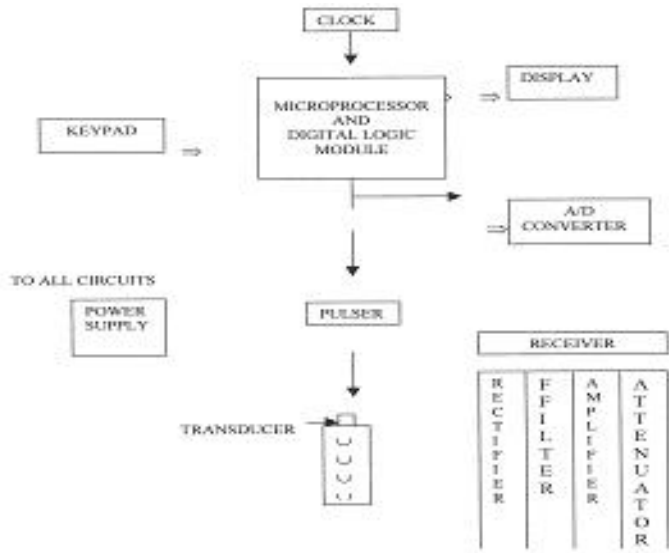 CLOCK
DISPLAY
MICROPROCESSOR
AND
DIGITAL LOGIC
MODULE
KEYPAD
A/D
CONVERTER
TO ALL CIRCUITS
POWER
SUPPLY
PULSER
RECEIVER
TRANSDUCER
RECTIFIER
FFILTER
AMPLIFIER
ATTENUATOR